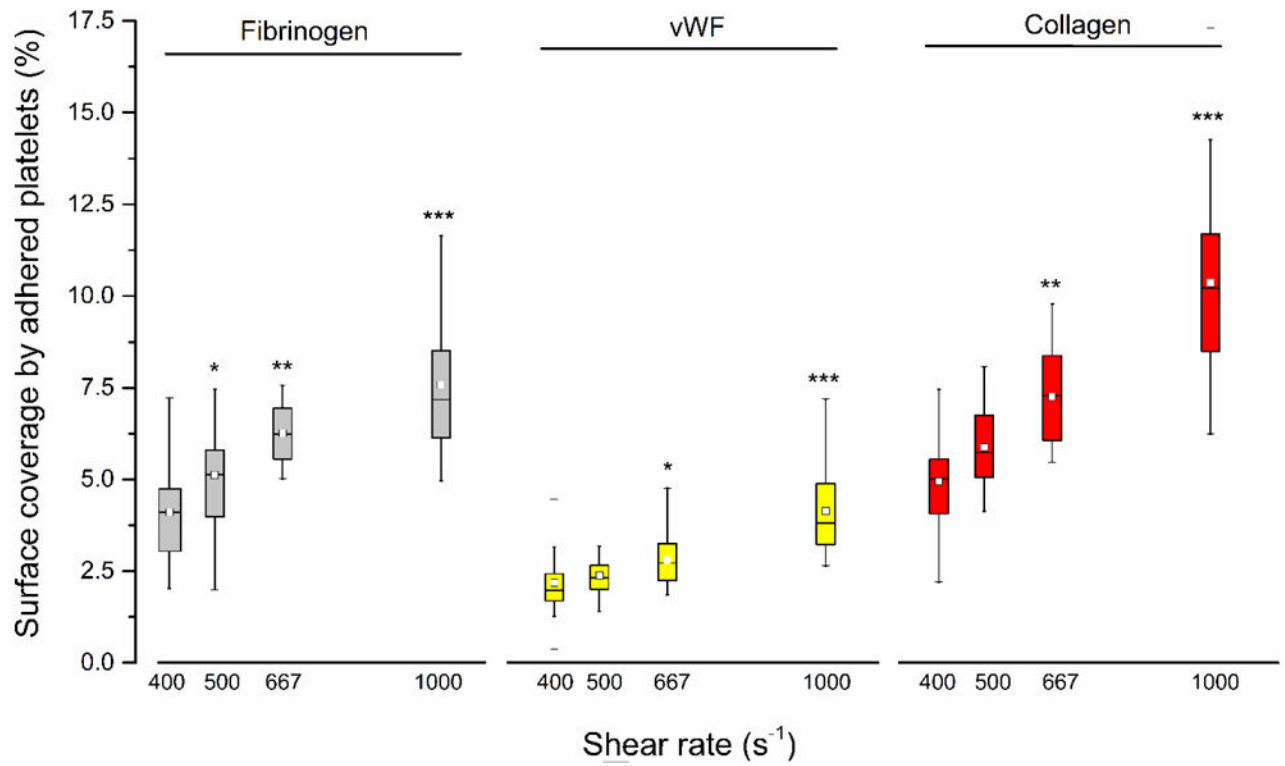 Surface coverage by adhered platelets (%)
17.5
15.0
12.5
10.0
7.5
5.0
2.5
0.0
Fibrinogen
*
**
***
400 500 667 1000
vWF
*
***
400 500 667 1000
Collagen
**
***
400 500 667 1000
Shear rate (s⁻¹)